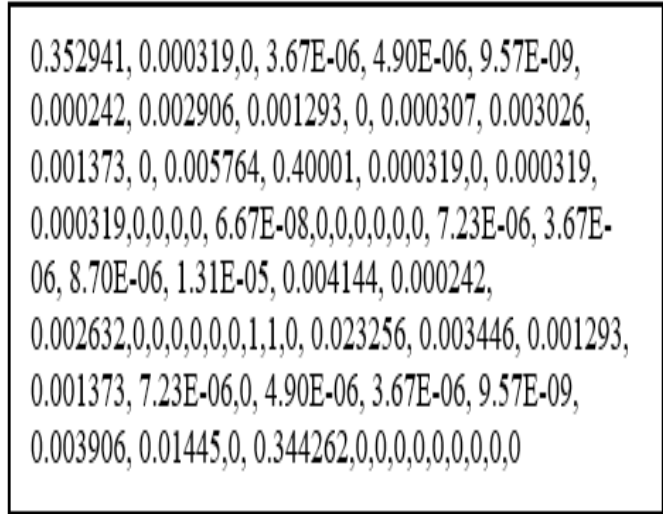 0.352941, 0.000319,0, 3.67E-06, 4.90E-06, 9.57E-09,
0.000242, 0.002906, 0.001293, 0, 0.000307, 0.003026,
0.001373, 0, 0.005764, 0.40001, 0.000319,0, 0.000319,
0.000319,0,0,0,0, 6.67E-08,0,0,0,0,0,0, 7.23E-06, 3.67E-
06, 8.70E-06, 1.31E-05, 0.004144, 0.000242,
0.002632,0,0,0,0,0,0,1,1,0, 0.023256, 0.003446, 0.001293,
0.001373, 7.23E-06,0, 4.90E-06, 3.67E-06, 9.57E-09,
0.003906, 0.01445,0, 0.344262,0,0,0,0,0,0,0,0,0